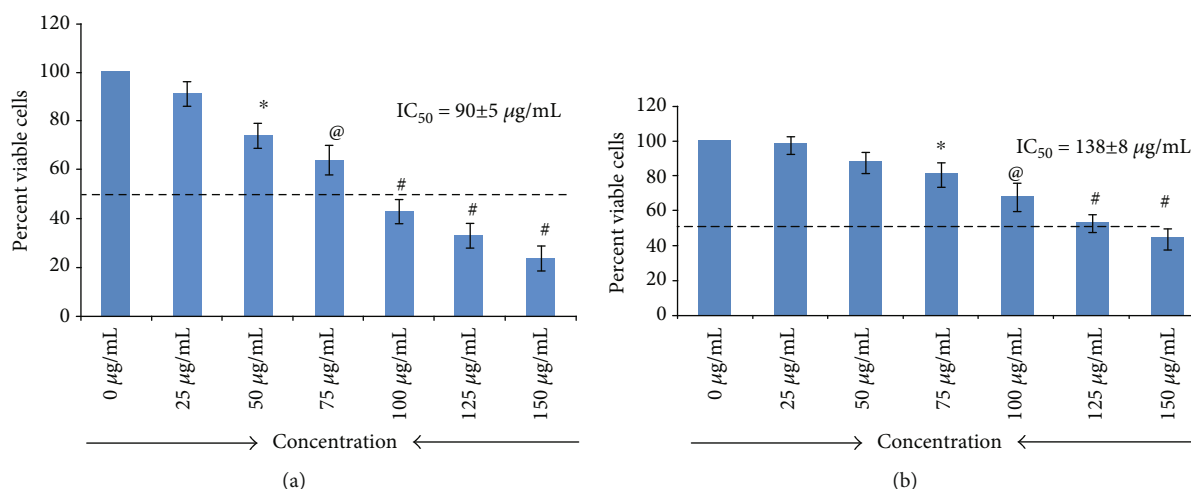 120
100
80
60
40
20
0
Percent viable cells
*
@
#
#
#
IC50 = 90±5 µg/mL
0 µg/mL
25 µg/mL
50 µg/mL
75 µg/mL
100 µg/mL
125 µg/mL
150 µg/mL
Concentration
(a)
120
100
80
60
40
20
0
Percent viable cells
*
@
#
#
IC50 = 138±8 µg/mL
0 µg/mL
25 µg/mL
50 µg/mL
75 µg/mL
100 µg/mL
125 µg/mL
150 µg/mL
Concentration
(b)